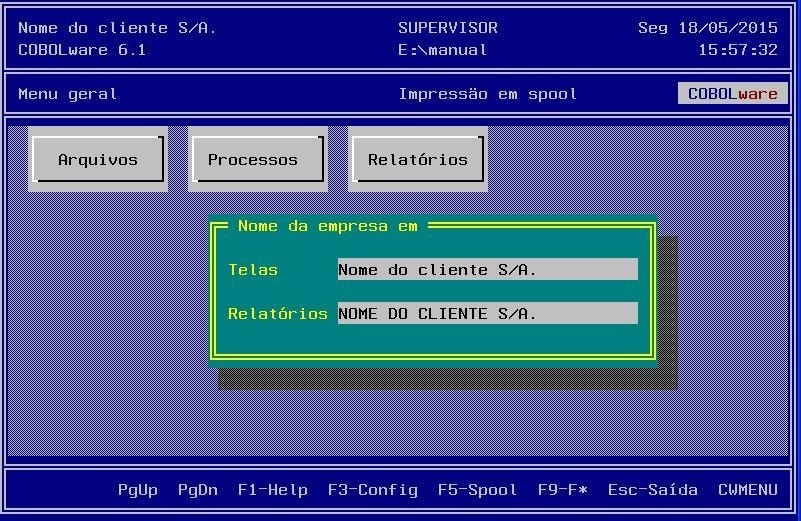 Nome do cliente S/A. SUPERVISOR Seg 18/05/2015
COBOLware 6.1 E:\manual 15:57:32
Menu geral Impressäo em spool COBOLware
Arquivos Processos Relatórios
Nome da empresa em
Telas Nome do cliente S/A.
Relatórios NOME DO CLIENTE S/A.
PgUp PgDn F1-Help F3-Config F5-Spool F9-F* Esc-Saída CWMENU